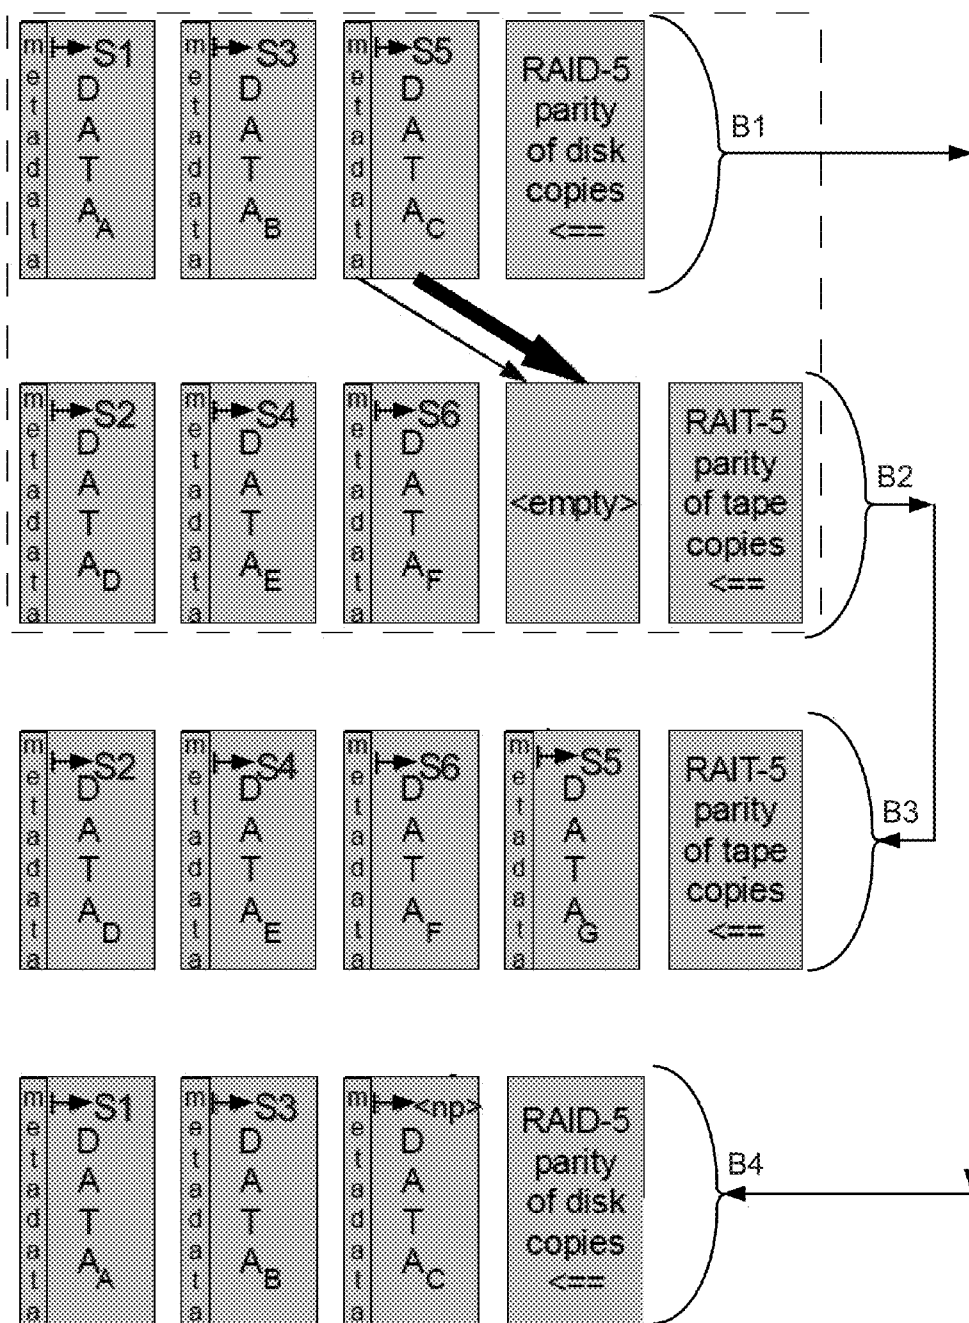 metadata S1 DATA A
metadata S3 DATA B
metadata S5 DATA C
RAID-5
parity
of disk
copies
<==
B1
metadata S2 DATA D
metadata S4 DATA E
metadata S6 DATA F
<empty>
RAIT-5
parity
of tape
copies
<==
B2
metadata S2 DATA D
metadata S4 DATA E
metadata S6 DATA F
metadata S5 DATA G
RAIT-5
parity
of tape
copies
<==
B3
metadata S1 DATA A
metadata S3 DATA B
metadata <np> DATA C
RAID-5
parity
of disk
copies
<==
B4